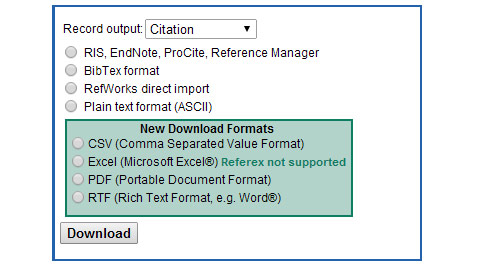 Record output: Citation
RIS, EndNote, ProCite, Reference Manager
BibTex format
RefWorks direct import
Plain text format (ASCII)
New Download Formats
CSV (Comma Separated Value Format)
Excel (Microsoft Excel®) Referex not supported
PDF (Portable Document Format)
RTF (Rich Text Format, e.g. Word®)
Download